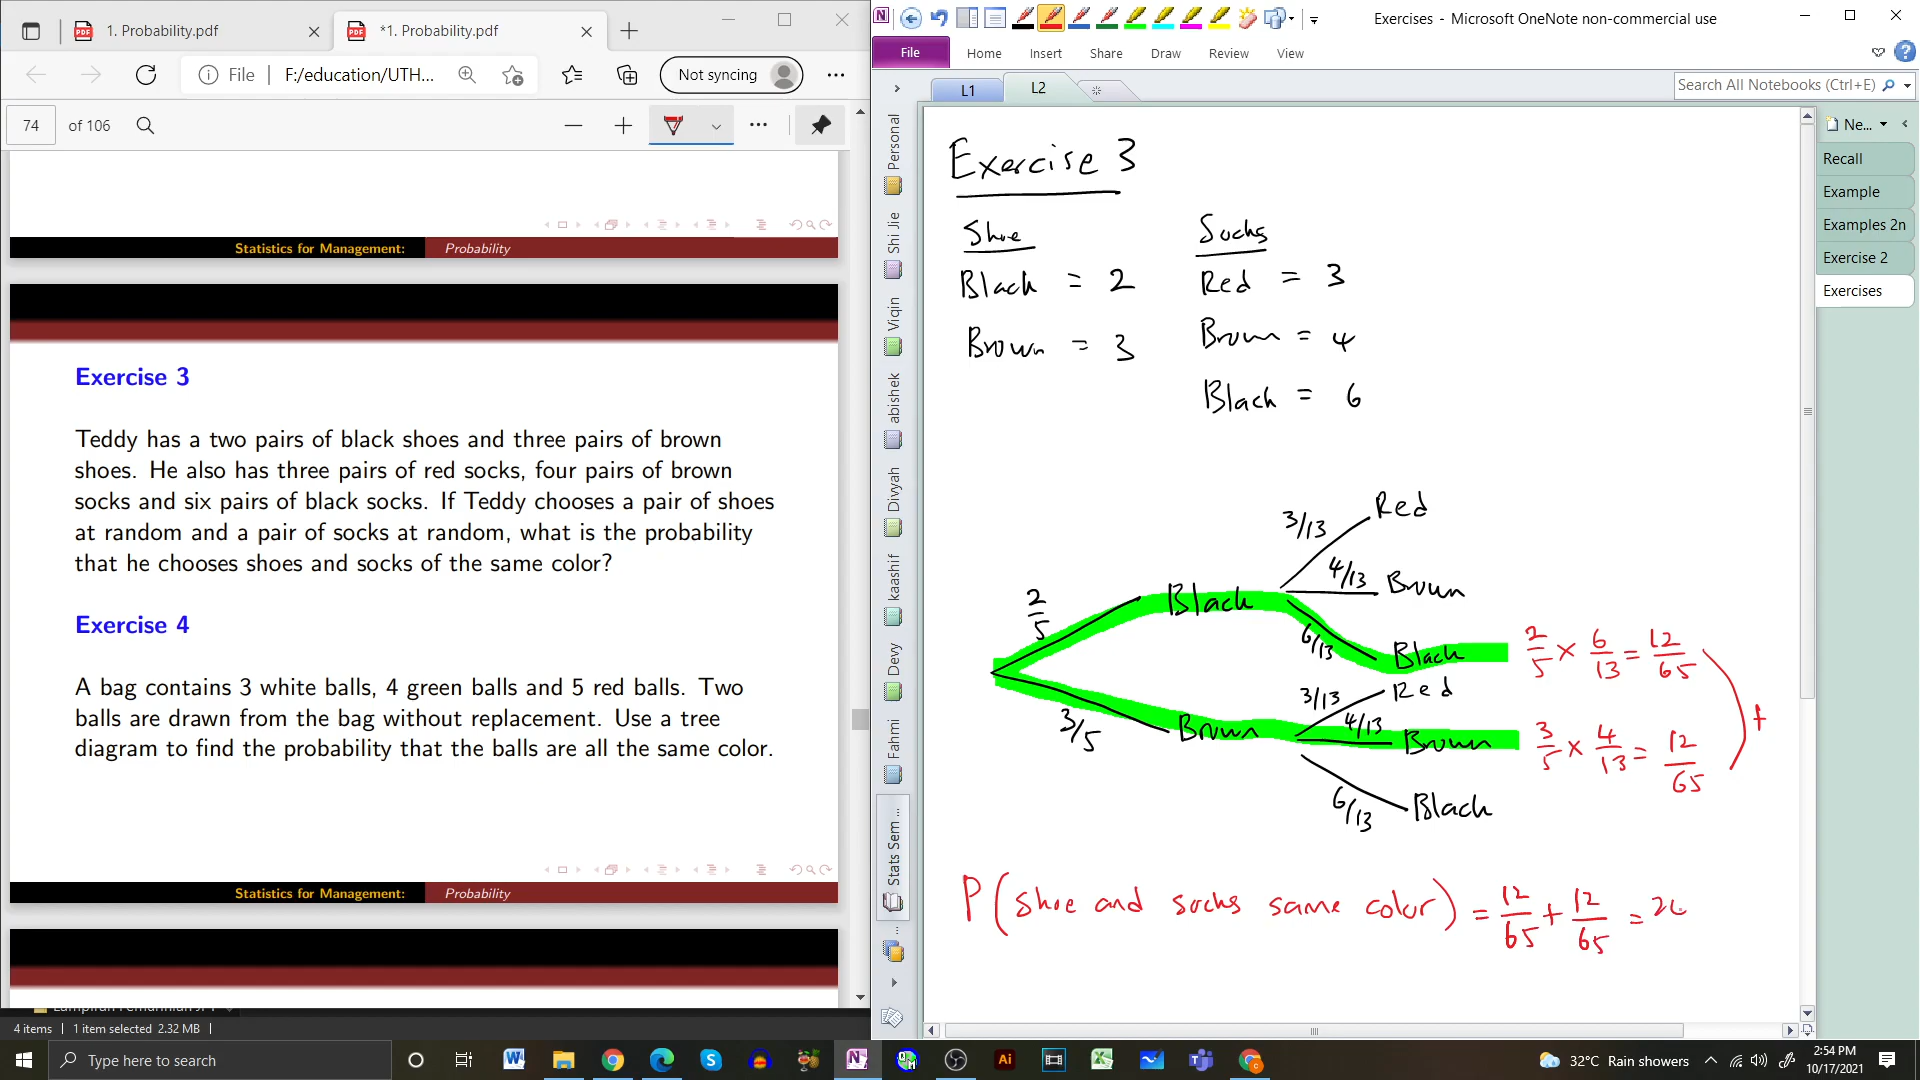 1. Probability.pdf
*1. Probability.pdf
File
F:/education/UTH...
Not syncing
74 of 106
Statistics for Management: Probability
Exercise 3
Teddy has a two pairs of black shoes and three pairs of brown
shoes. He also has three pairs of red socks, four pairs of brown
socks and six pairs of black socks. If Teddy chooses a pair of shoes
at random and a pair of socks at random, what is the probability
that he chooses shoes and socks of the same color?
Exercise 4
A bag contains 3 white balls, 4 green balls and 5 red balls. Two
balls are drawn from the bag without replacement. Use a tree
diagram to find the probability that the balls are all the same color.
Statistics for Management: Probability
4 items 1 item selected 2.32 MB
Exercises - Microsoft OneNote non-commercial use
File Home Insert Share Draw Review View
L1 L2
Search All Notebooks (Ctrl+E)
Personal
Shi Jie
Viqin
abishek
Divyah
kaashif
Devy
Fahmi
Stats Sem ...
Ne...
Recall
Example
Examples 2n
Exercise 2
Exercises
Exercise 3
Shoe Socks
Black = 2 Red = 3
Brown = 3 Brown = 4
Black = 6
2/5 Black
3/13 Red
4/13 Brown
6/13 Black 2/5 × 6/13 = 12/65
3/5 Brown
3/13 Red
4/13 Brown 3/5 × 4/13 = 12/65
+
6/13 Black
P(shoe and socks same color) = 12/65 + 12/65 = 24
Type here to search
32°C Rain showers
2:54 PM
10/17/2021